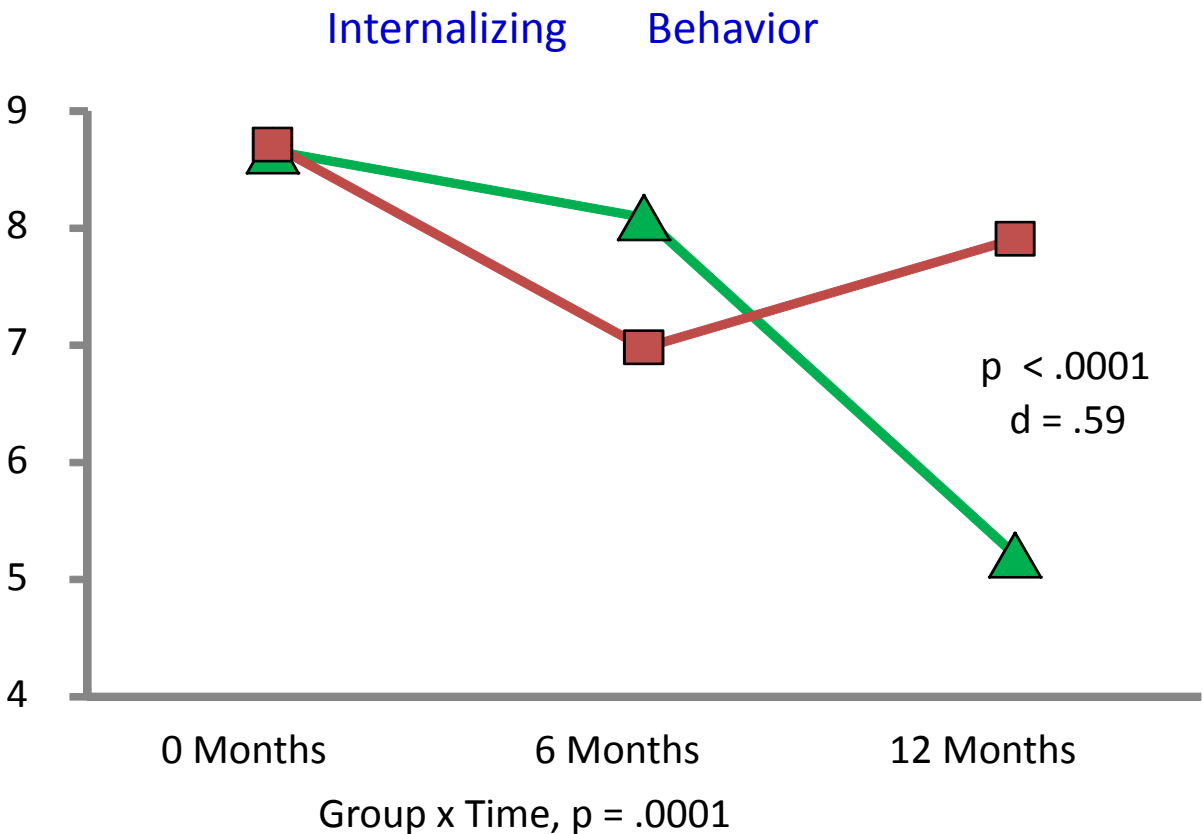 Internalizing Behavior
9
8
7
6
5
4
p < .0001
d = .59
0 Months 6 Months 12 Months
Group x Time, p = .0001